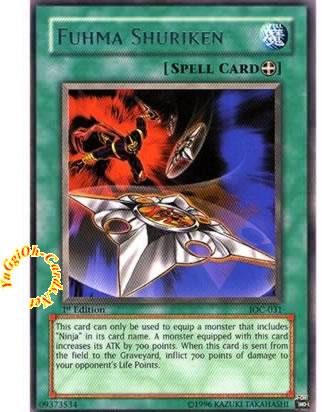 FUHMA SHURIKEN
[SPELL CARD]
YuGgiOh-Cards.Net
1st Edition
IOC-031
This card can only be used to equip a monster that includes
"Ninja" in its card name. A monster equipped with this card
increases its ATK by 700 points. When this card is sent from
the field to the Graveyard, inflict 700 points of damage to
your opponent's Life Points.
09373534
©1996 KAZUKI TAKAHASHI